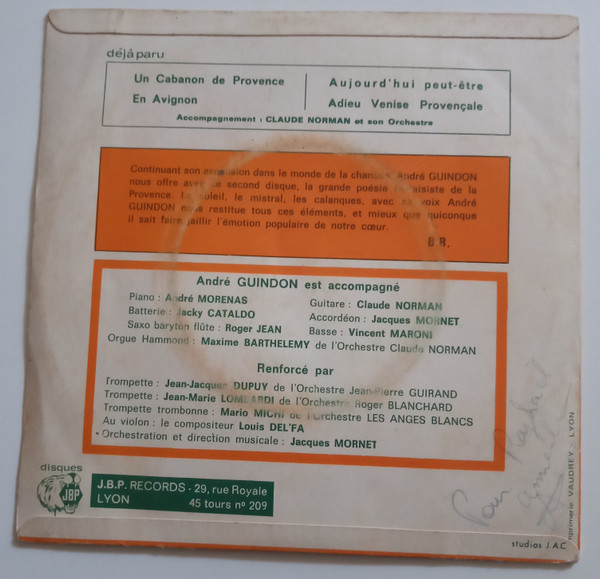 déjà paru
Un Cabanon de Provence
En Avignon
Aujourd'hui peut-être
Adieu Venise Provençale
Accompagnement : CLAUDE NORMAN et son Orchestre
Continuant son ascension dans le monde de la chanson, André GUINDON
nous offre avec ce second disque, la grande poésie paysiste de la
Provence. Le soleil, le mistral, les calanques, avec sa voix André
GUINDON nous restitue tous ces éléments, et mieux que quiconque
il sait faire jaillir l'émotion populaire de notre cœur.
B.R.
André GUINDON est accompagné
Piano : André MORENAS
Guitare : Claude NORMAN
Batterie : Jacky CATALDO
Accordéon : Jacques MORNET
Saxo baryton flûte : Roger JEAN
Basse : Vincent MARONI
Orgue Hammond : Maxime BARTHELEMY de l'Orchestre Claude NORMAN
Renforcé par
Trompette : Jean-Jacques DUPUY de l'Orchestre Jean-Pierre GUIRAND
Trompette : Jean-Marie LOMBARDI de l'Orchestre Roger BLANCHARD
Trompette trombone : Mario MICHI de l'Orchestre LES ANGES BLANCS
Au violon : le compositeur Louis DEL'FA
Orchestration et direction musicale : Jacques MORNET
disques
JBP
J.B.P. RECORDS - 29, rue Royale
LYON
45 tours n° 209
Pour Raphaël
imprimerie VAUDREY - LYON
studios J.A.C